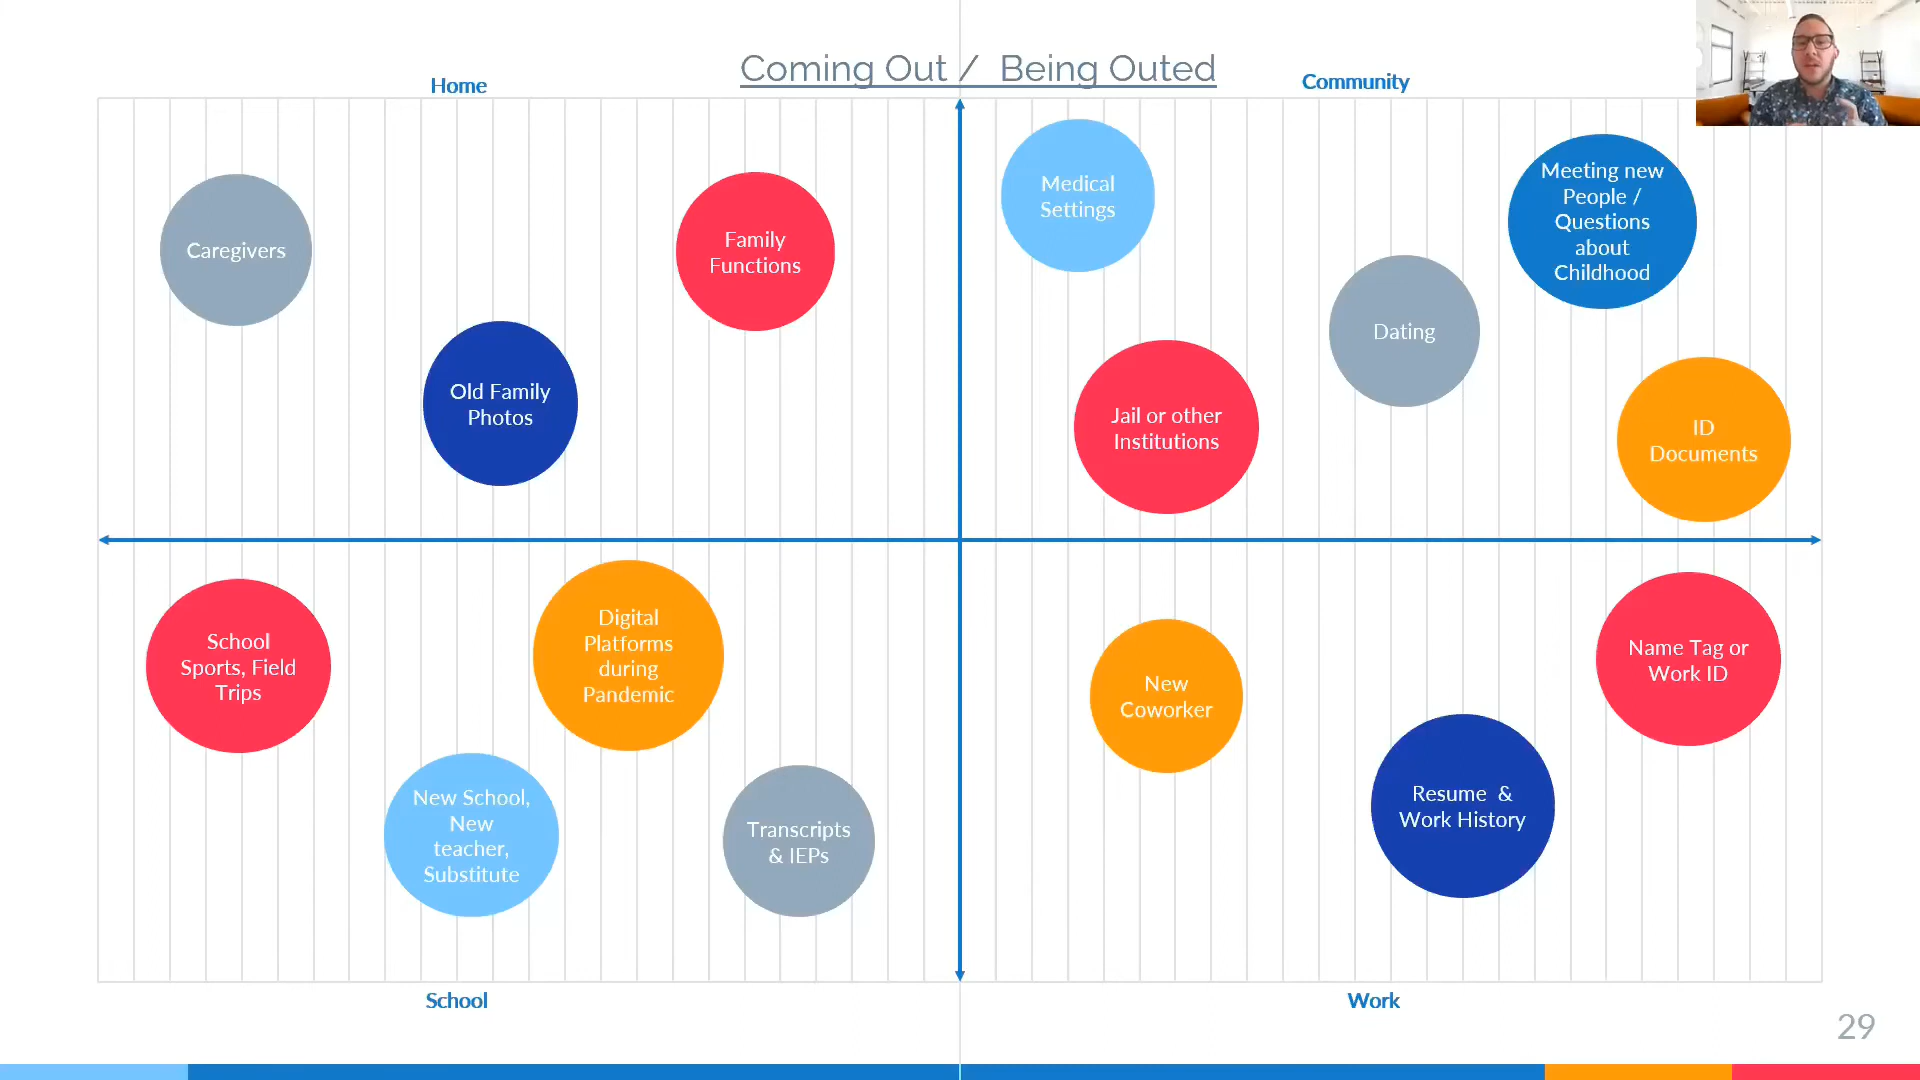 Coming Out / Being Outed
Home
Community
Caregivers
Family
Functions
Old Family
Photos
Medical
Settings
Meeting new
People /
Questions
about
Childhood
Dating
Jail or other
Institutions
ID
Documents
School
Sports, Field
Trips
Digital
Platforms
during
Pandemic
New School,
New
teacher,
Substitute
Transcripts
& IEPs
New
Coworker
Name Tag or
Work ID
Resume &
Work History
School
Work
29